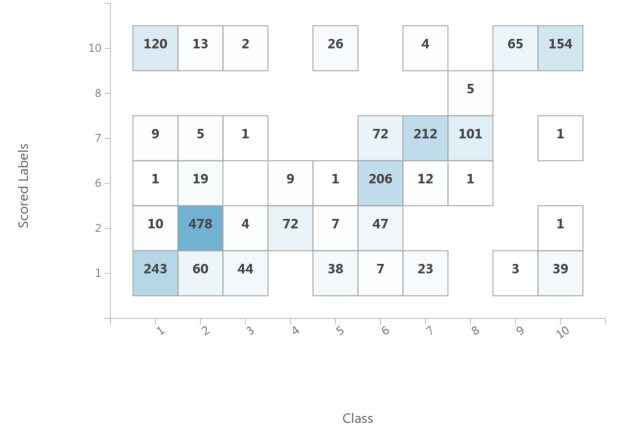 10 120 13 2 26 4 65 154
8 5
7 9 5 1 72 212 101 1
6 1 19 9 1 206 12 1
2 10 478 4 72 7 47 1
1 243 60 44 38 7 23 3 39
1 2 3 4 5 6 7 8 9 10
Scored Labels
Class